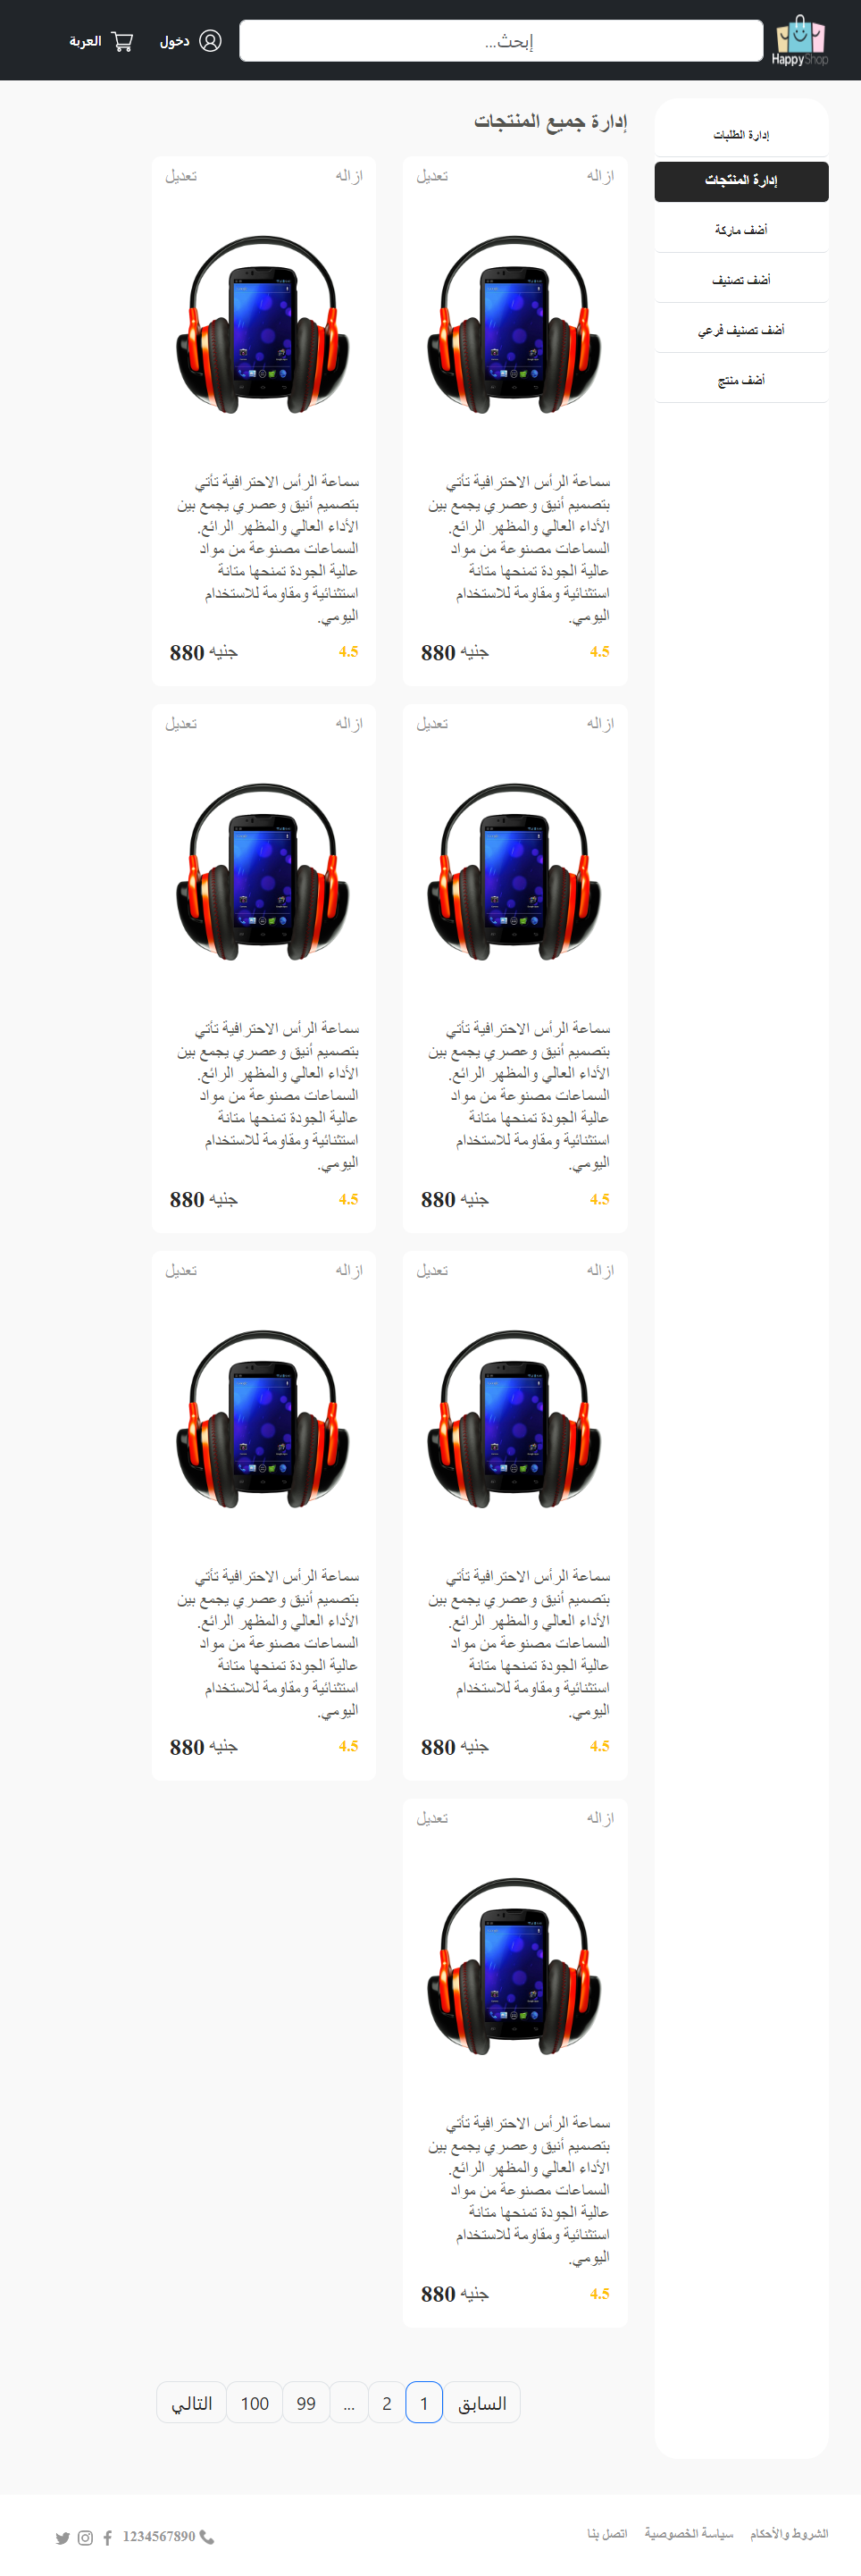 HappyShop
إبحث...
دخول
العربة
إدارة الطلبات
إدارة المنتجات
أضف ماركة
أضف تصنيف
أضف تصنيف فرعي
أضف منتج
إدارة جميع المنتجات
ازاله
تعديل
سماعة الرأس الاحترافية تأتي
بتصميم أنيق وعصري يجمع بين
الأداء العالي والمظهر الرائع.
السماعات مصنوعة من مواد
عالية الجودة تمنحها متانة
استثنائية ومقاومة للاستخدام
اليومي.
4.5
جنيه 880
ازاله
تعديل
سماعة الرأس الاحترافية تأتي
بتصميم أنيق وعصري يجمع بين
الأداء العالي والمظهر الرائع.
السماعات مصنوعة من مواد
عالية الجودة تمنحها متانة
استثنائية ومقاومة للاستخدام
اليومي.
4.5
جنيه 880
ازاله
تعديل
سماعة الرأس الاحترافية تأتي
بتصميم أنيق وعصري يجمع بين
الأداء العالي والمظهر الرائع.
السماعات مصنوعة من مواد
عالية الجودة تمنحها متانة
استثنائية ومقاومة للاستخدام
اليومي.
4.5
جنيه 880
ازاله
تعديل
سماعة الرأس الاحترافية تأتي
بتصميم أنيق وعصري يجمع بين
الأداء العالي والمظهر الرائع.
السماعات مصنوعة من مواد
عالية الجودة تمنحها متانة
استثنائية ومقاومة للاستخدام
اليومي.
4.5
جنيه 880
ازاله
تعديل
سماعة الرأس الاحترافية تأتي
بتصميم أنيق وعصري يجمع بين
الأداء العالي والمظهر الرائع.
السماعات مصنوعة من مواد
عالية الجودة تمنحها متانة
استثنائية ومقاومة للاستخدام
اليومي.
4.5
جنيه 880
ازاله
تعديل
سماعة الرأس الاحترافية تأتي
بتصميم أنيق وعصري يجمع بين
الأداء العالي والمظهر الرائع.
السماعات مصنوعة من مواد
عالية الجودة تمنحها متانة
استثنائية ومقاومة للاستخدام
اليومي.
4.5
جنيه 880
ازاله
تعديل
سماعة الرأس الاحترافية تأتي
بتصميم أنيق وعصري يجمع بين
الأداء العالي والمظهر الرائع.
السماعات مصنوعة من مواد
عالية الجودة تمنحها متانة
استثنائية ومقاومة للاستخدام
اليومي.
4.5
جنيه 880
السابق 1 2 ... 99 100 التالي
الشروط والأحكام
سياسة الخصوصية
اتصل بنا
1234567890